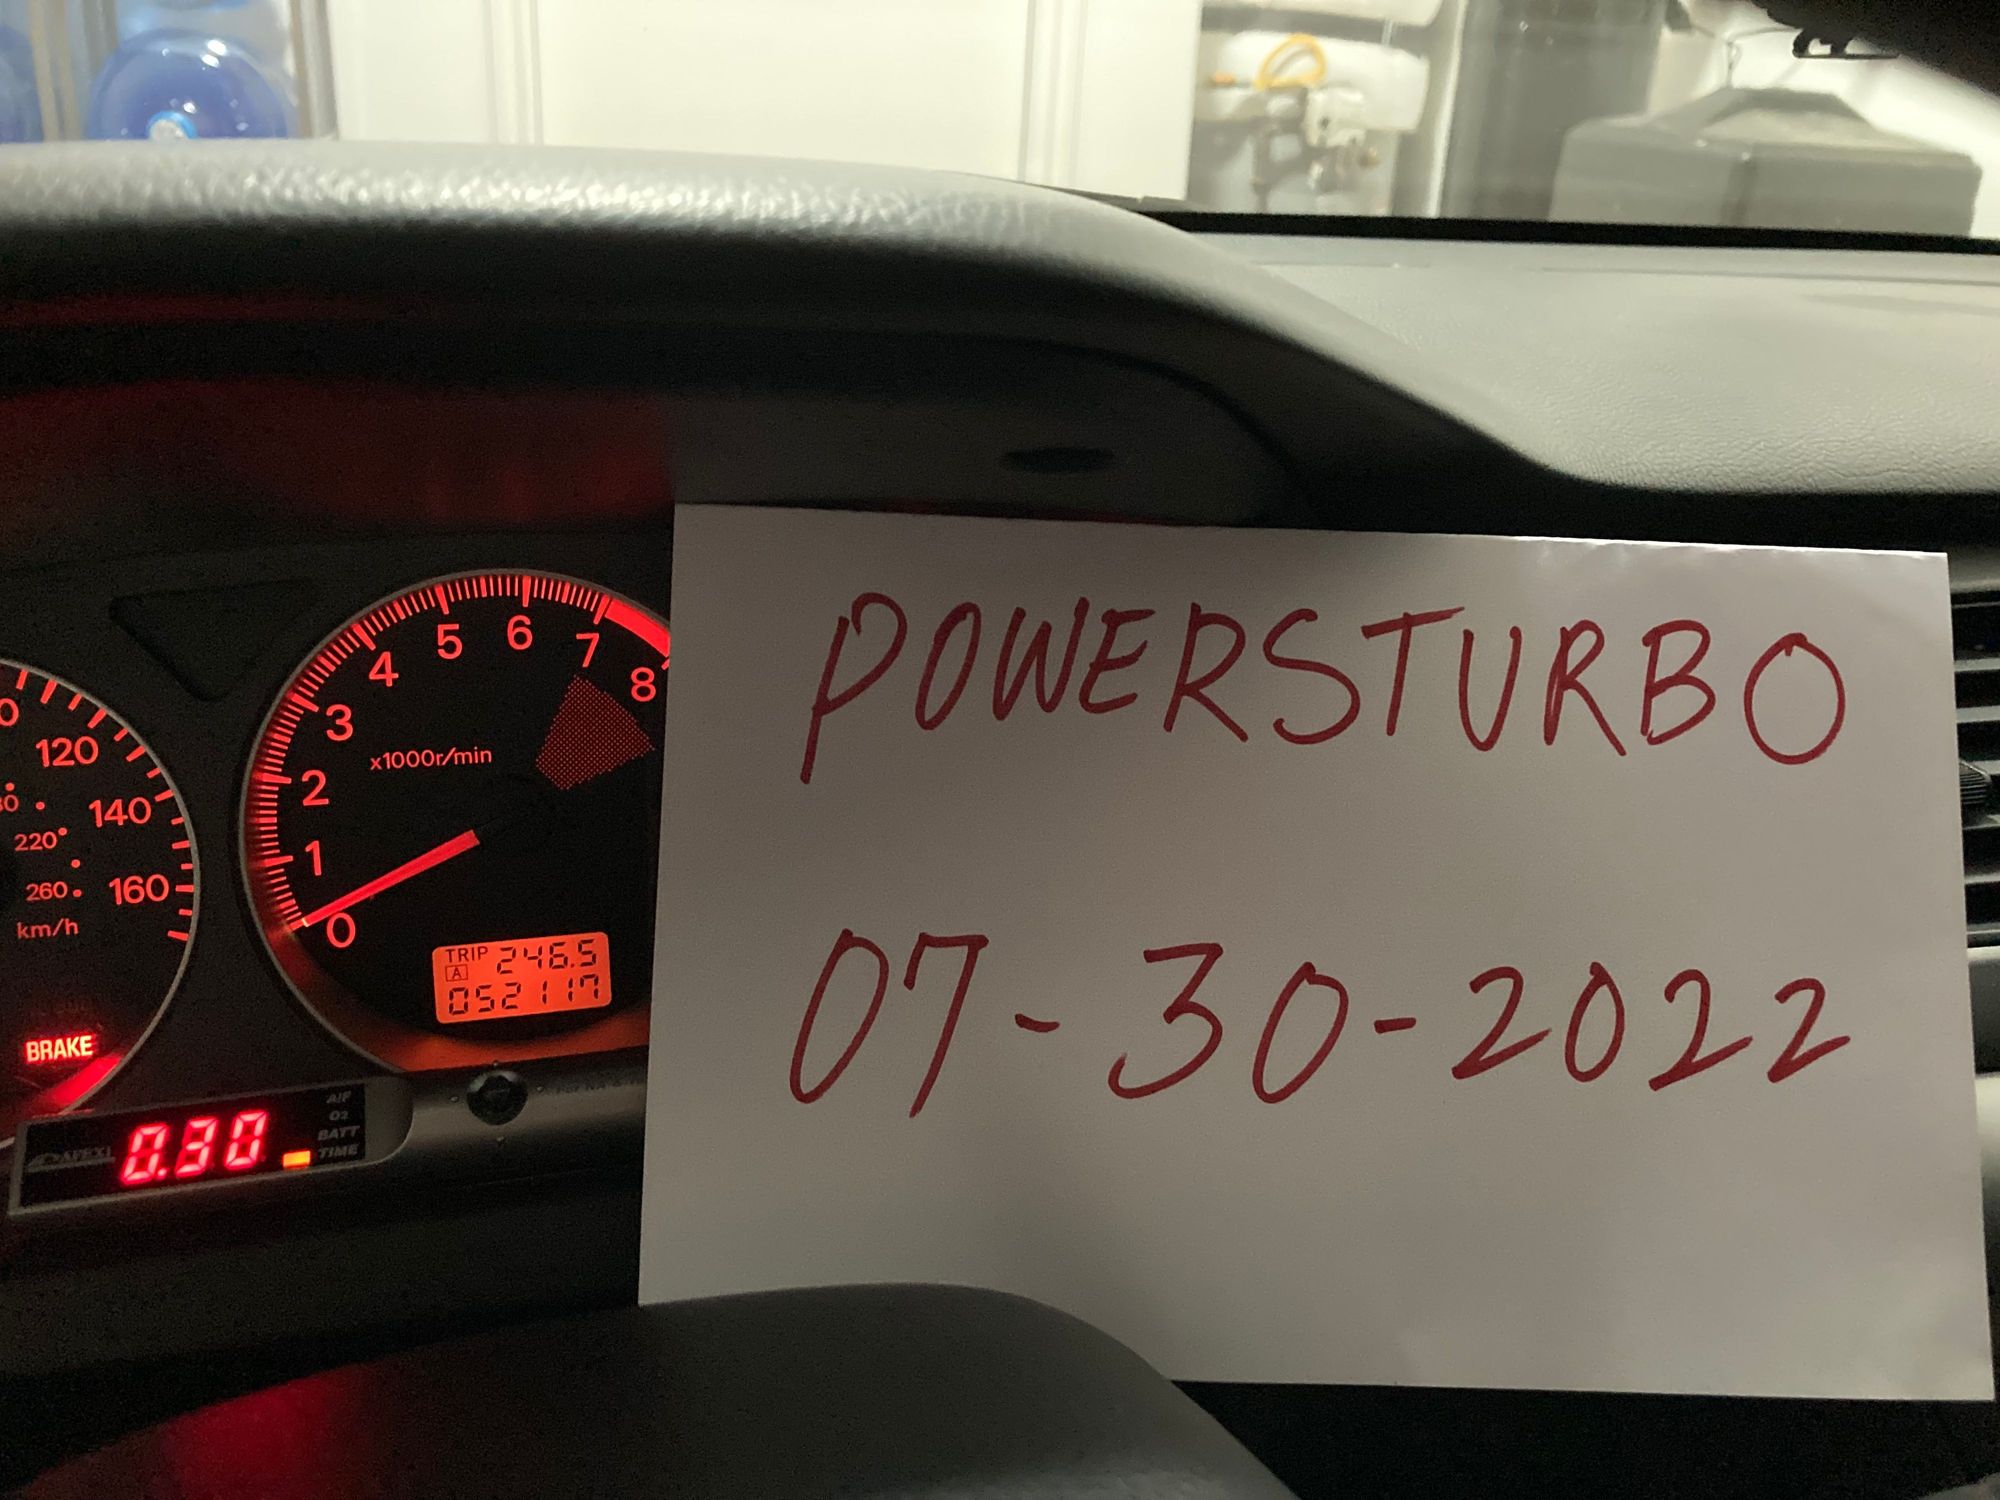 POWERSTURBO
07-30-2022
5 6
4 7
3 8
x1000r/min
2
1
0
120
140
220
260 160
km/h
TRIP 246.5
A
052117
BRAKE
A/F
O2
BATT
TIME
APEXi 0.30